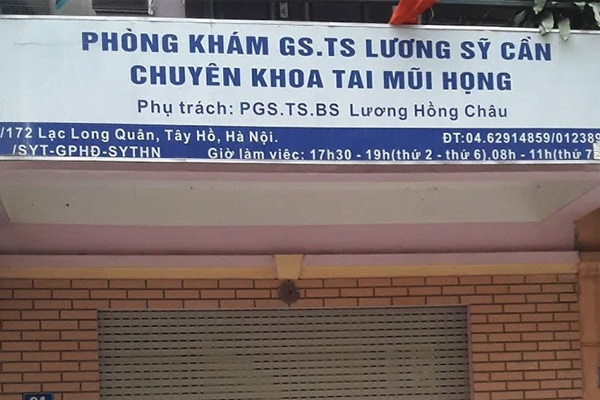 PHÒNG KHÁM GS.TS LƯƠNG SỸ CẦN
CHUYÊN KHOA TAI MŨI HỌNG
Phụ trách: PGS.TS.BS Lương Hồng Châu
/172 Lạc Long Quân, Tây Hồ, Hà Nội. ĐT:04.62914859/012389
/SYT-GPHĐ-SYTHN Giờ làm việc: 17h30 - 19h(thứ 2 - thứ 6),08h - 11h(thứ 7